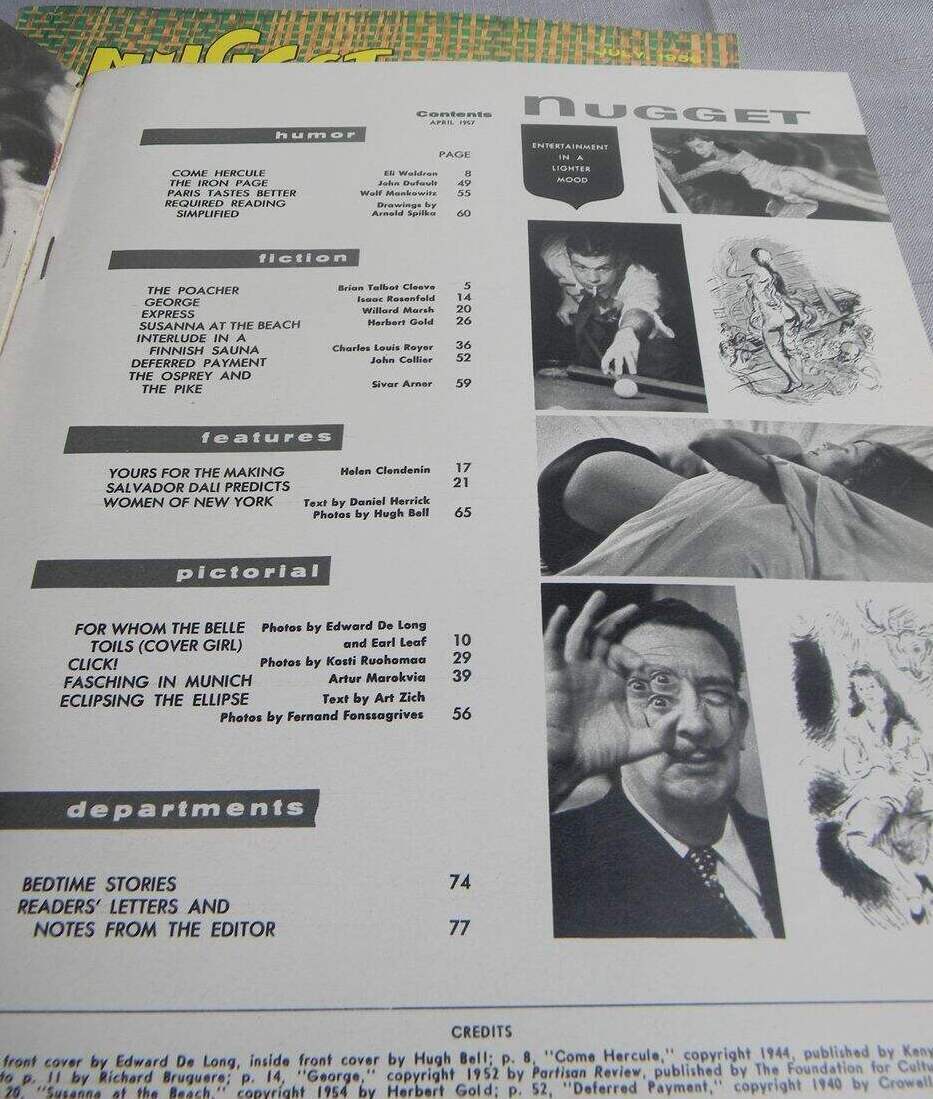 NUGGET
JULY, 1956
Contents
APRIL 1957
nUGGET
ENTERTAINMENT
IN A
LIGHTER
MOOD
humor
PAGE
COME HERCULE Eli Waldron 8
THE IRON PAGE John Dufault 49
PARIS TASTES BETTER Wolf Mankowitz 55
REQUIRED READING Drawings by
SIMPLIFIED Arnold Spilka 60
fiction
THE POACHER Brian Talbot Cleeve 5
GEORGE Isaac Rosenfeld 14
EXPRESS Willard Marsh 20
SUSANNA AT THE BEACH Herbert Gold 26
INTERLUDE IN A
FINNISH SAUNA Charles Louis Royer 36
DEFERRED PAYMENT John Collier 52
THE OSPREY AND
THE PIKE Sivar Arner 59
features
YOURS FOR THE MAKING Helen Clendenin 17
SALVADOR DALI PREDICTS 21
WOMEN OF NEW YORK Text by Daniel Herrick
Photos by Hugh Bell 65
pictorial
FOR WHOM THE BELLE Photos by Edward De Long
TOILS (COVER GIRL) and Earl Leaf 10
CLICK! Photos by Kosti Ruohomaa 29
FASCHING IN MUNICH Artur Marokvia 39
ECLIPSING THE ELLIPSE Text by Art Zich
Photos by Fernand Fonssagrives 56
departments
BEDTIME STORIES 74
READERS' LETTERS AND
NOTES FROM THE EDITOR 77
CREDITS
front cover by Edward De Long, inside front cover by Hugh Bell; p. 8, "Come Hercule," copyright 1944, published by Keny
to p. 11 by Richard Bruguere; p. 14, "George," copyright 1952 by Partisan Review, published by The Foundation for Cultu
20, "Susanna at the Beach," copyright 1954 by Herbert Gold; p. 52, "Deferred Payment," copyright 1940 by Crowell